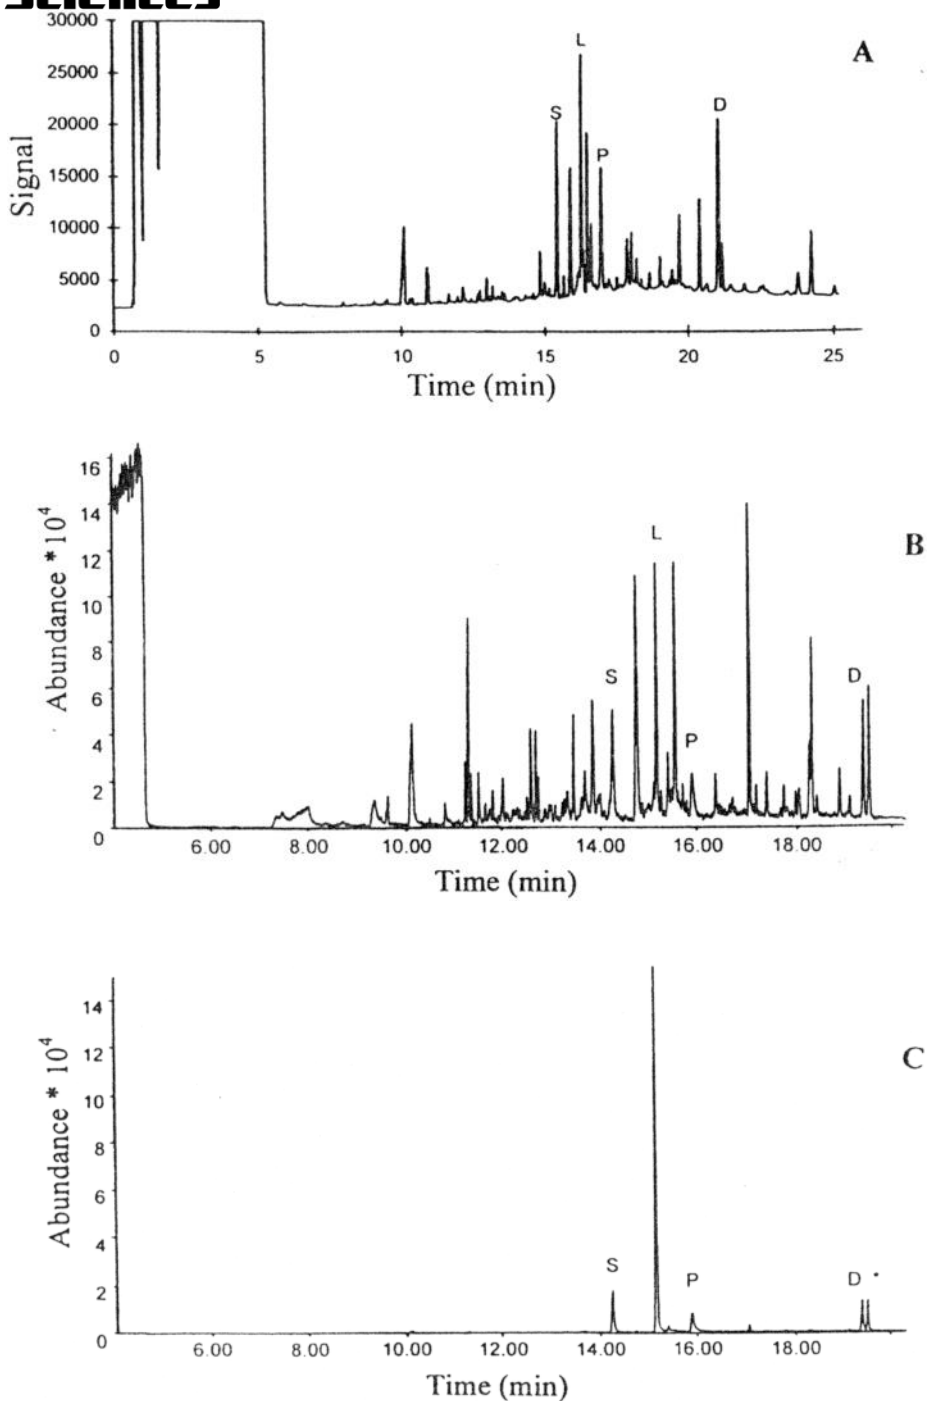 sciences
30000
L
A
25000
S
D
20000
P
15000
10000
5000
0
Signal
0 5 10 15 20 25
Time (min)
16
14
L
B
12
10
8
S
D
6
P
4
2
0
Abundance * 10⁴
6.00 8.00 10.00 12.00 14.00 16.00 18.00
Time (min)
14
C
12
10
8
6
4
S
P
D *
2
0
Abundance * 10⁴
6.00 8.00 10.00 12.00 14.00 16.00 18.00
Time (min)